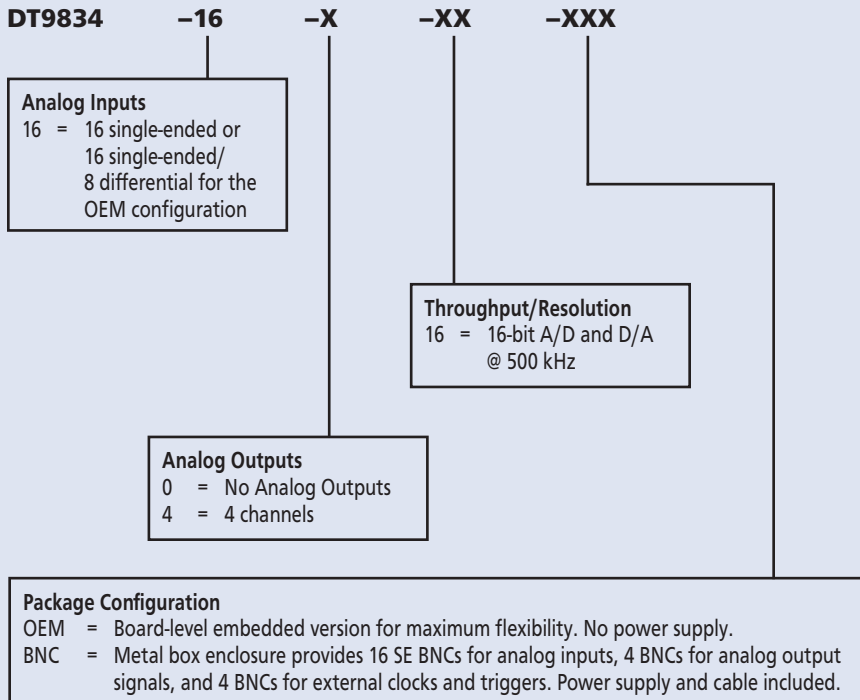 DT9834 –16 –X –XX –XXX
Analog Inputs
16 = 16 single-ended or
16 single-ended/
8 differential for the
OEM configuration
Throughput/Resolution
16 = 16-bit A/D and D/A
@ 500 kHz
Analog Outputs
0 = No Analog Outputs
4 = 4 channels
Package Configuration
OEM = Board-level embedded version for maximum flexibility. No power supply.
BNC = Metal box enclosure provides 16 SE BNCs for analog inputs, 4 BNCs for analog output
signals, and 4 BNCs for external clocks and triggers. Power supply and cable included.